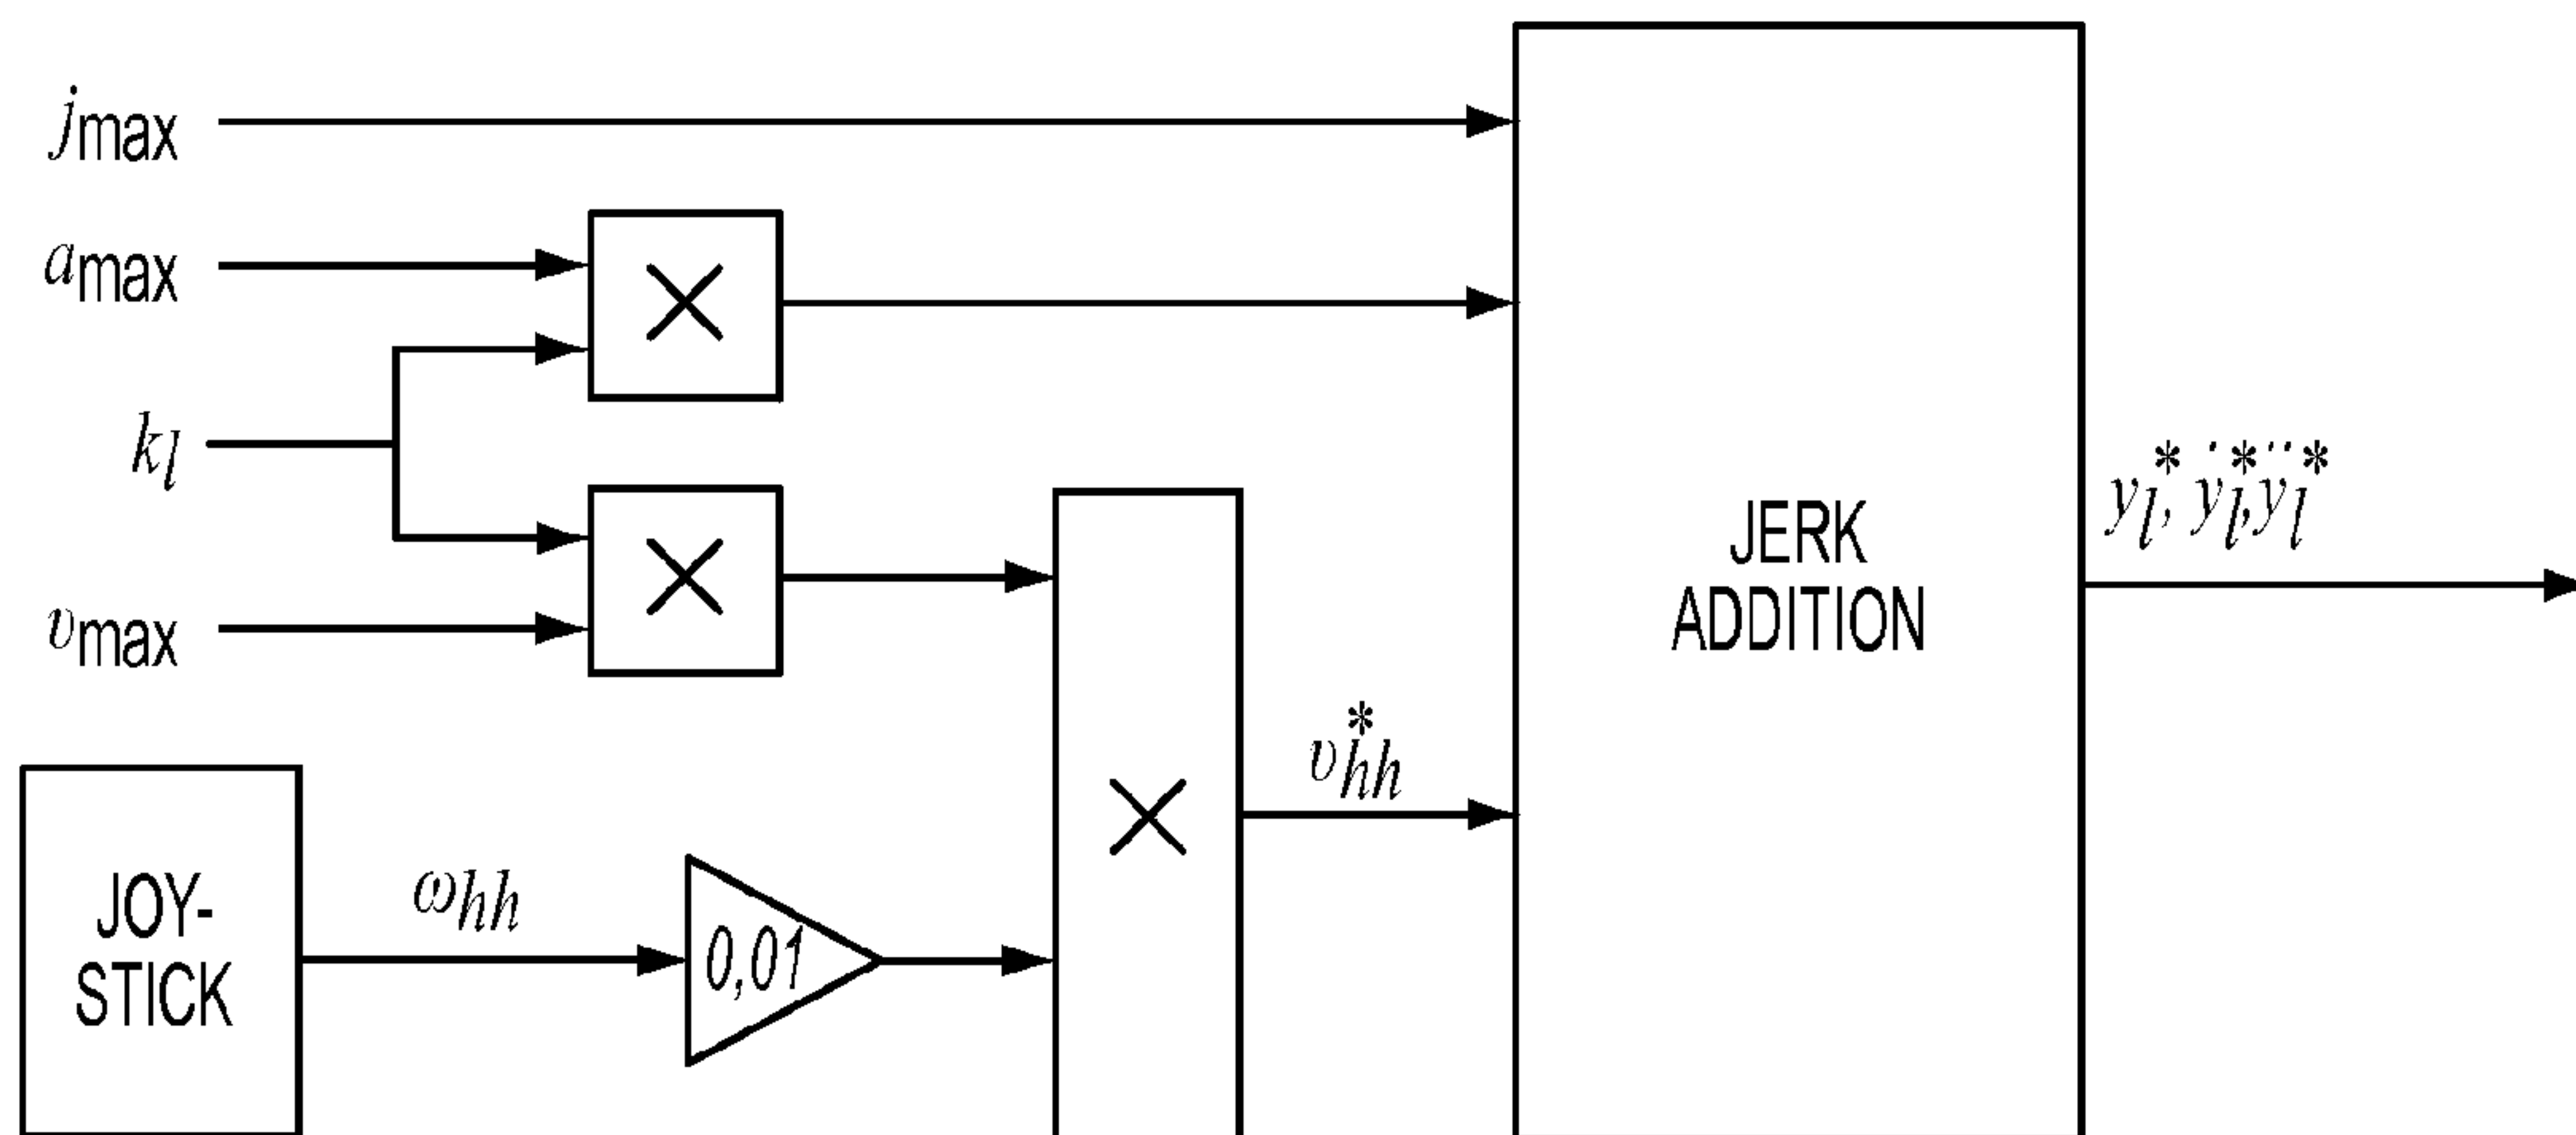 jmax
amax
kl
vmax
JOY-
STICK
ωhh
0,01
v*hh
JERK
ADDITION
yl*, ẏl*, ÿl*